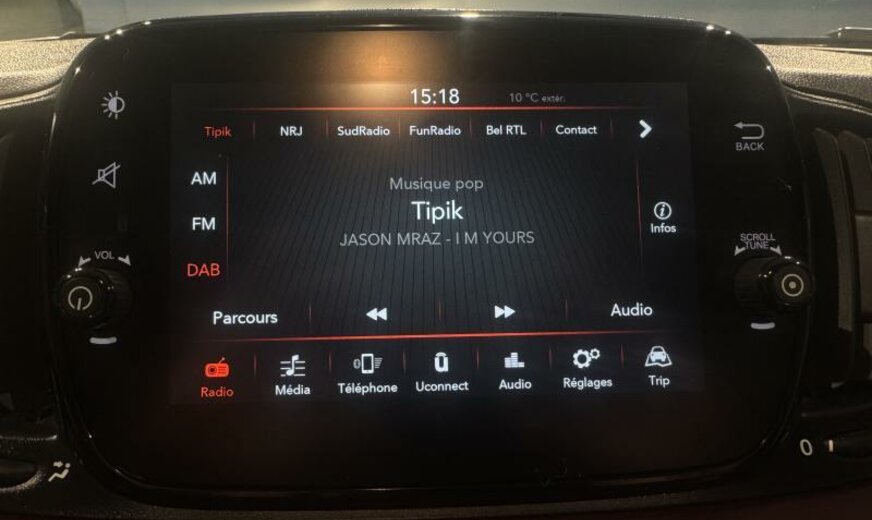 15:18 10 °C extér.
Tipik NRJ SudRadio FunRadio Bel RTL Contact
BACK
AM
Musique pop
Tipik
FM
JASON MRAZ - I M YOURS
Infos
DAB
VOL
SCROLL
TUNE
Parcours Audio
Radio Média Téléphone Uconnect Audio Réglages Trip
0